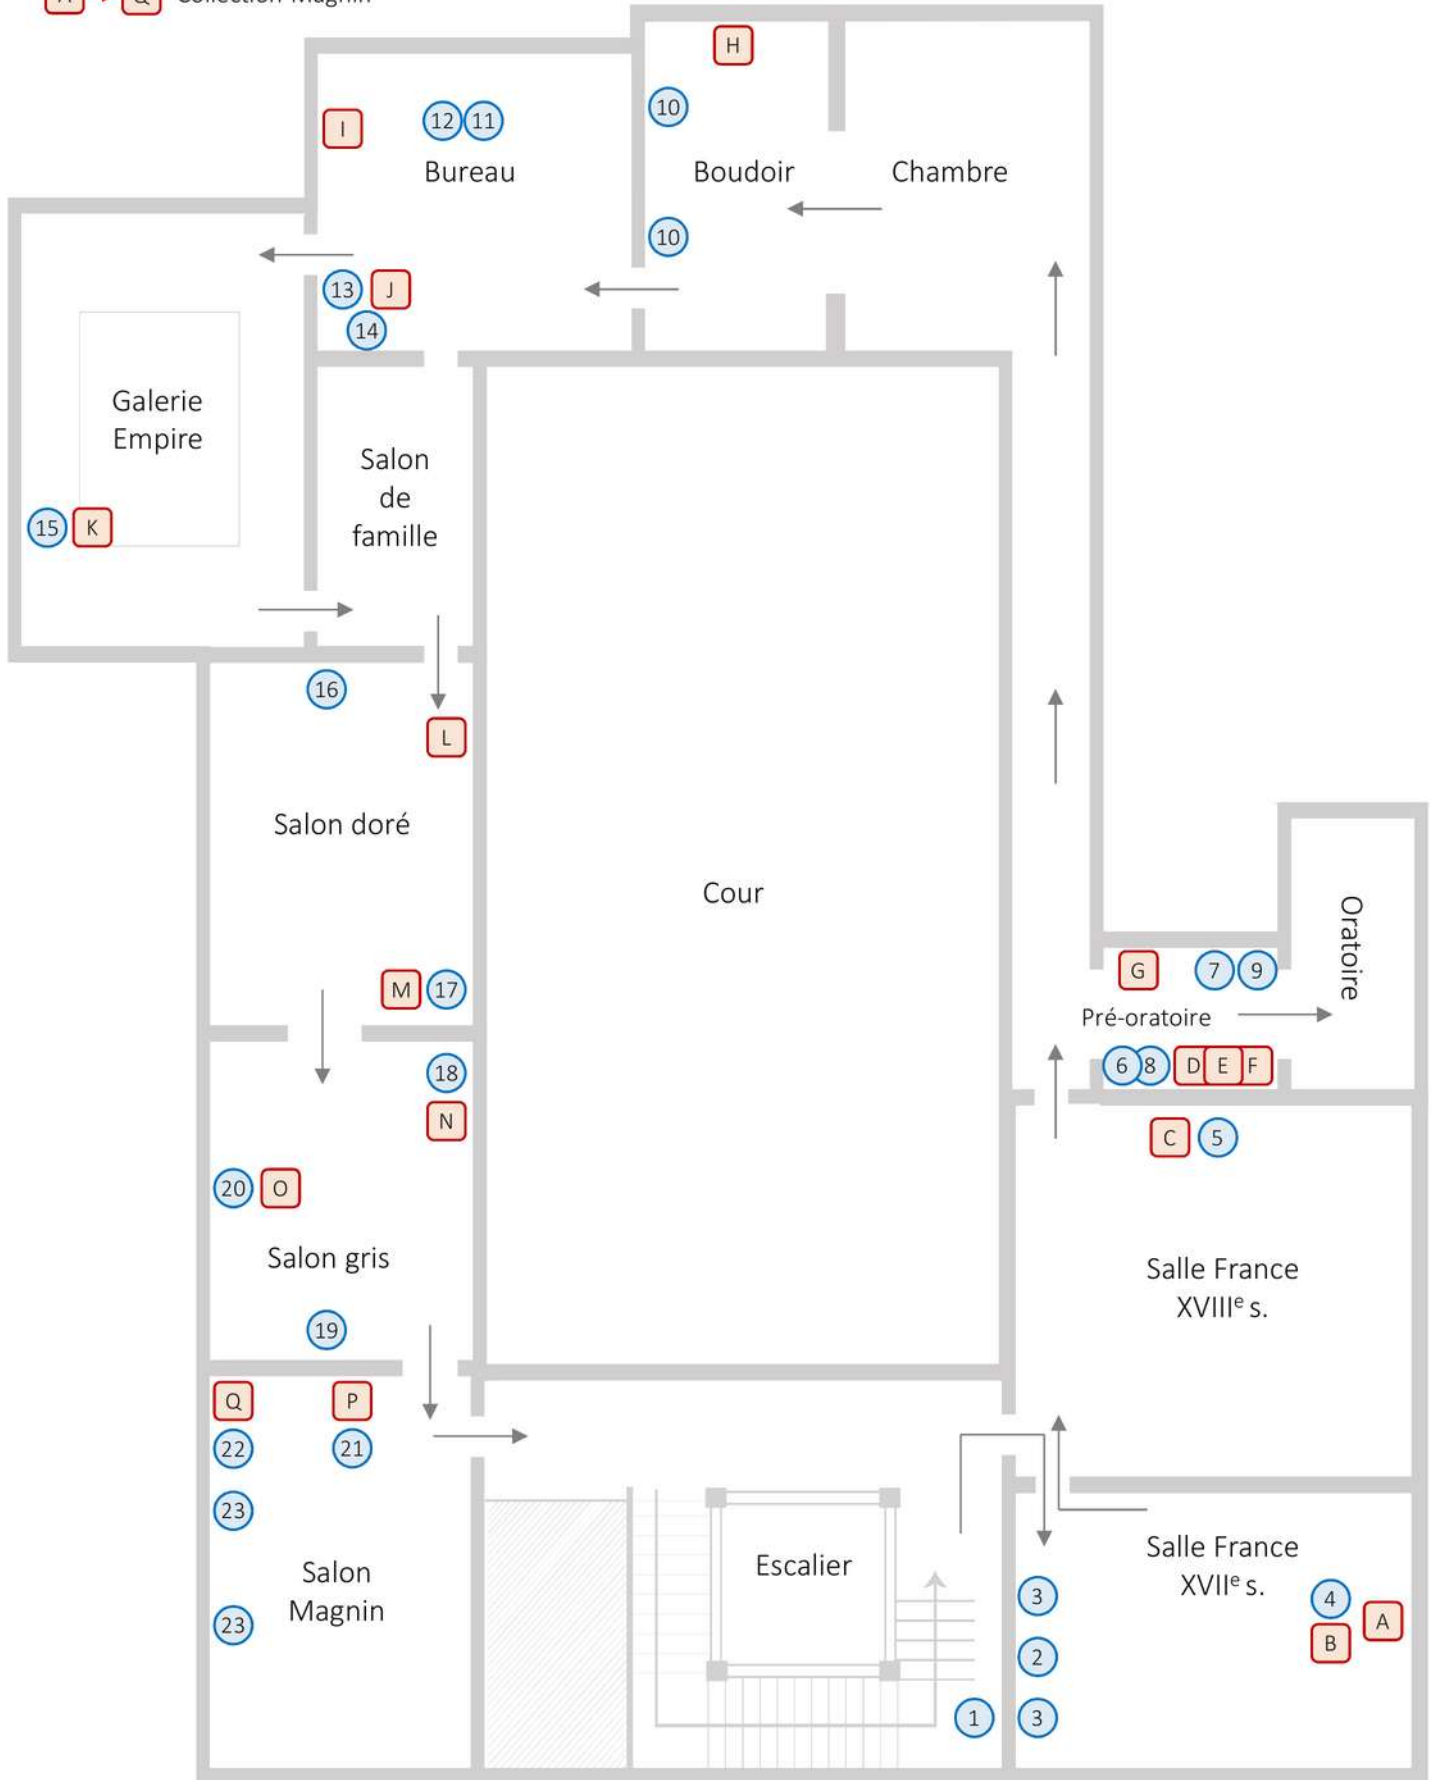 A Q Collection Magnin
H
10
I
12 11
Bureau
Boudoir
Chambre
10
13 J
14
Galerie
Empire
Salon
de
famille
15 K
16
L
Salon doré
Cour
Oratoire
M 17
G 7 9
Pré-oratoire
18
6 8 D E F
N
C 5
20 O
Salon gris
Salle France
XVIIIᵉ s.
19
Q P
22 21
23
Salon
Magnin
23
Escalier
Salle France
XVIIᵉ s.
3
4
A
B
2
1 3